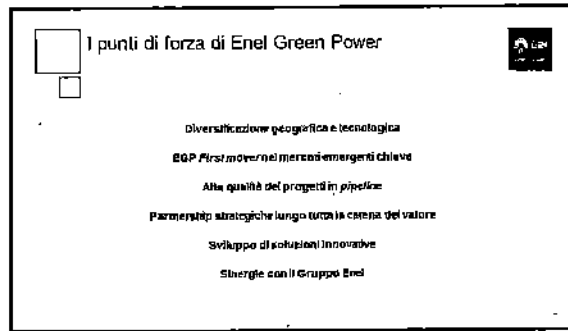 I punti di forza di Enel Green Power
Diversificazione geografica e tecnologica
EGP First mover nei mercati emergenti chiave
Alta qualità dei progetti in pipeline
Partnership strategiche lungo tutta la catena del valore
Sviluppo di soluzioni innovative
Sinergie con il Gruppo Enel